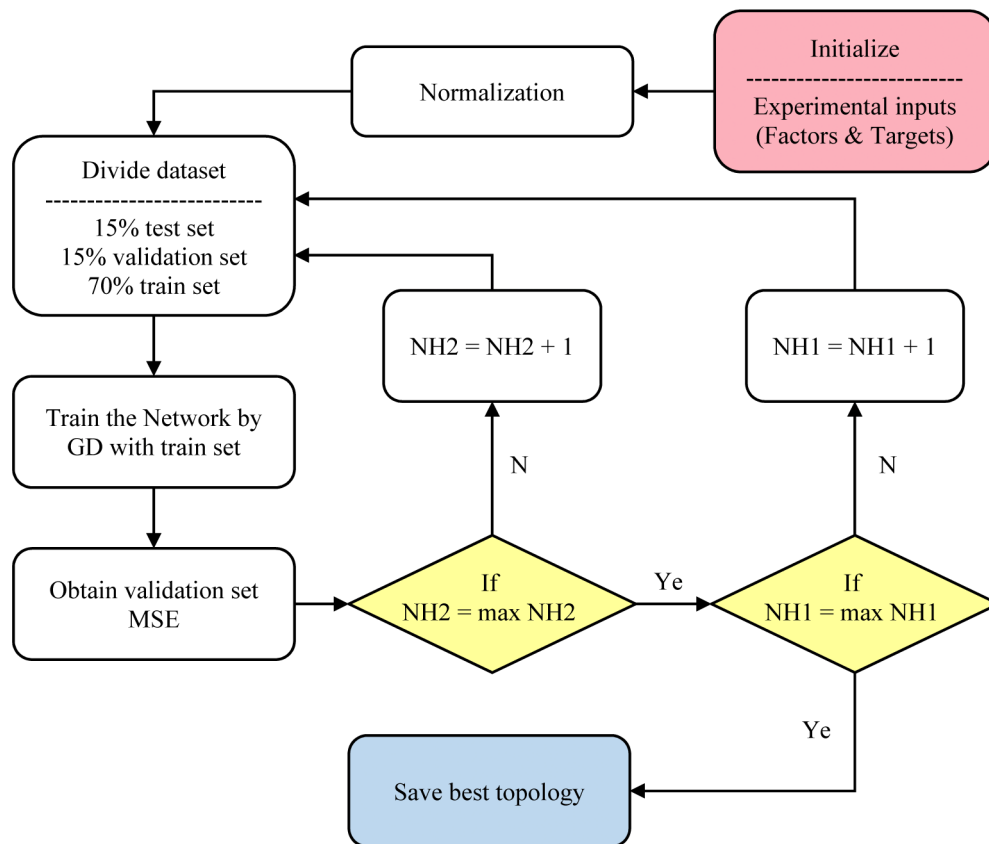 Initialize
----------------------------
Experimental inputs
(Factors & Targets)
Normalization
Divide dataset
----------------------------
15% test set
15% validation set
70% train set
NH2 = NH2 + 1
NH1 = NH1 + 1
Train the Network by
GD with train set
N
N
Obtain validation set
MSE
If
NH2 = max NH2
Ye
If
NH1 = max NH1
Ye
Save best topology